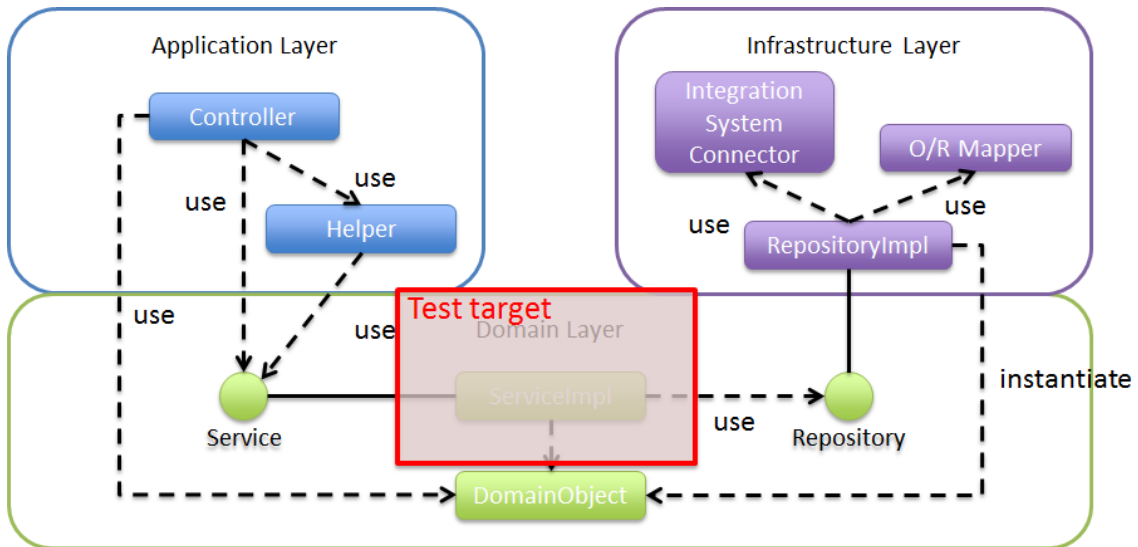 Application Layer
Infrastructure Layer
Controller
Integration
System
Connector
O/R Mapper
use
use
Helper
use
use
RepositoryImpl
use
use
Test target
Domain Layer
instantiate
ServiceImpl
use
Service
Repository
DomainObject